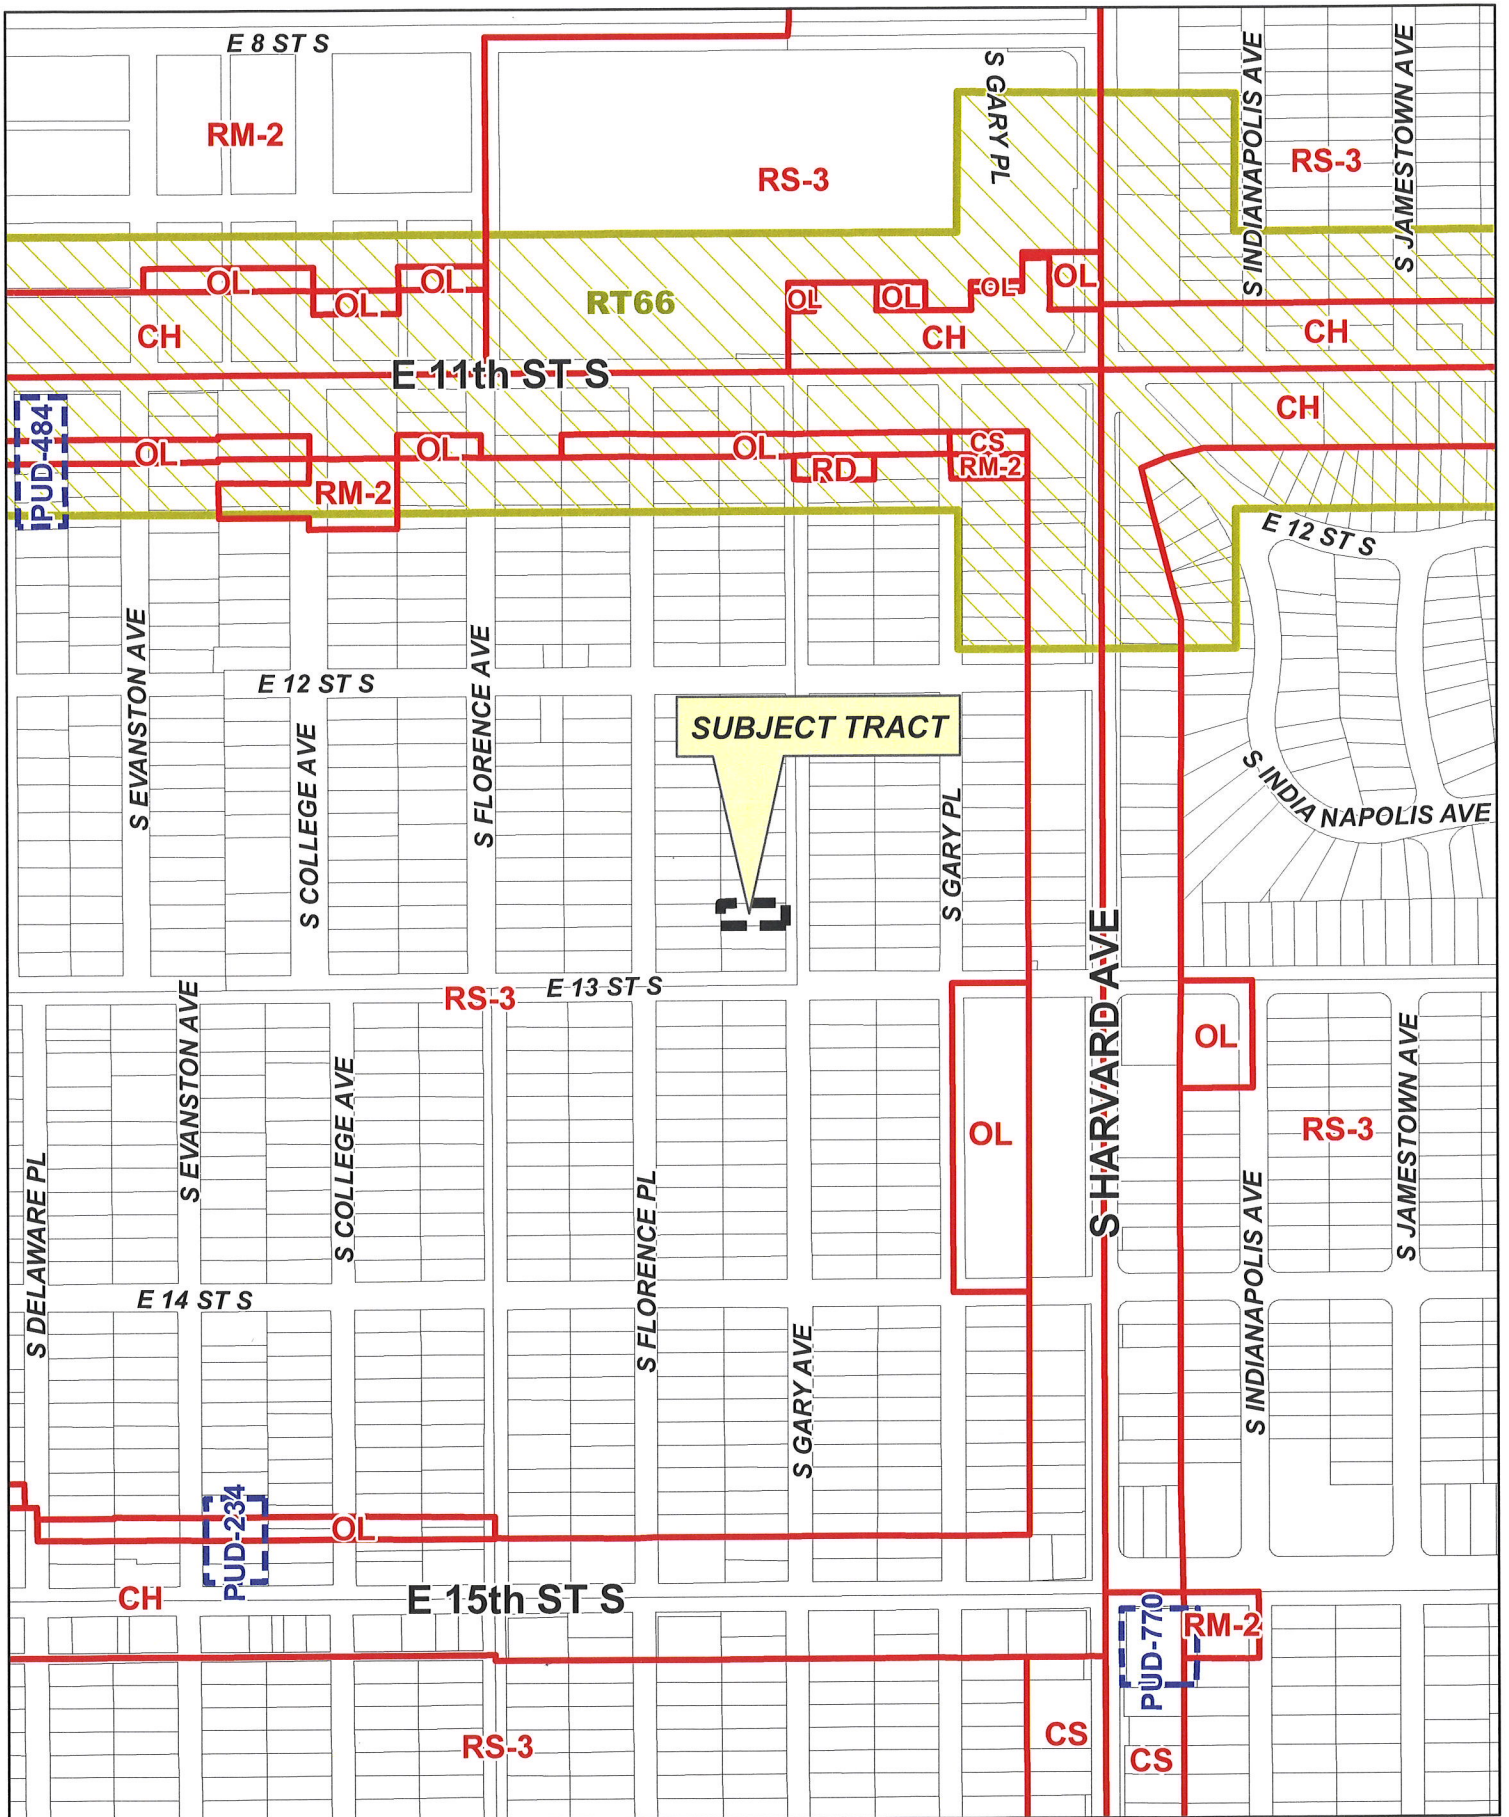 E 8 ST S
S GARY PL
S INDIANAPOLIS AVE
S JAMESTOWN AVE
RM-2
RS-3
RS-3
OL
OL
OL
RT66
OL
OL
OL
OL
CH
CH
CH
E 11th ST S
CH
PUD-484
OL
OL
OL
CS
RM-2
RD
RM-2
E 12 ST S
S EVANSTON AVE
E 12 ST S
S FLORENCE AVE
SUBJECT TRACT
S COLLEGE AVE
S GARY PL
S INDIANAPOLIS AVE
S HARVARD AVE
RS-3
E 13 ST S
S EVANSTON AVE
S COLLEGE AVE
OL
OL
RS-3
S JAMESTOWN AVE
S DELAWARE PL
S FLORENCE PL
S INDIANAPOLIS AVE
E 14 ST S
S GARY AVE
PUD-234
OL
CH
E 15th ST S
PUD-770
RM-2
RS-3
CS
CS